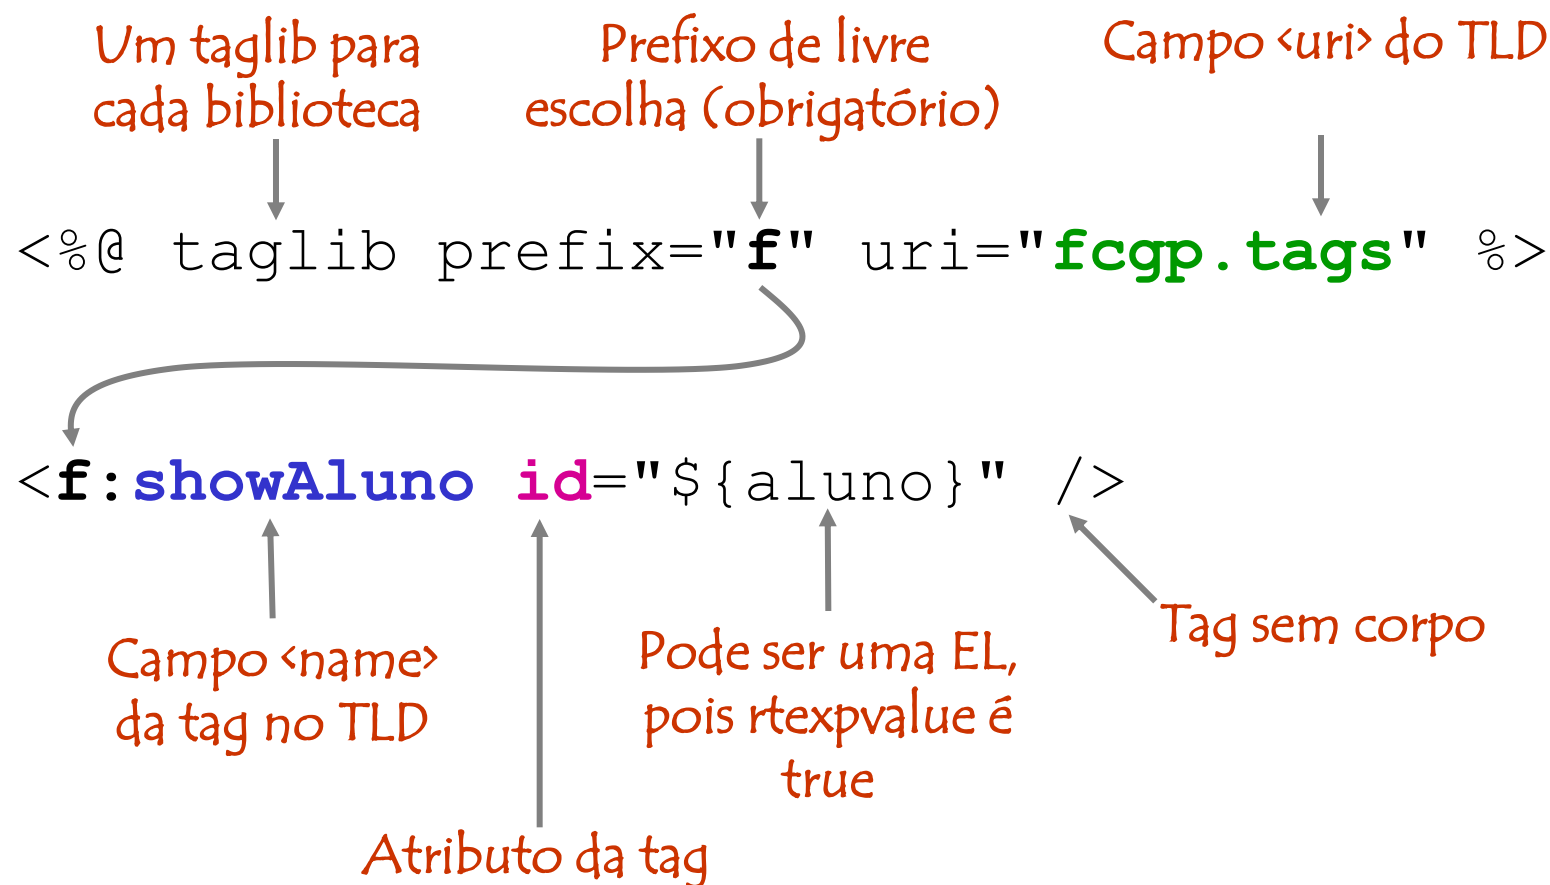 Um taglib para
cada biblioteca
Prefixo de livre
escolha (obrigatório)
Campo <uri> do TLD
<%@ taglib prefix="f" uri="fcgp.tags" %>
<f:showAluno id="${aluno}" />
Campo <name>
da tag no TLD
Pode ser uma EL,
pois rtexpvalue é
true
Tag sem corpo
Atributo da tag